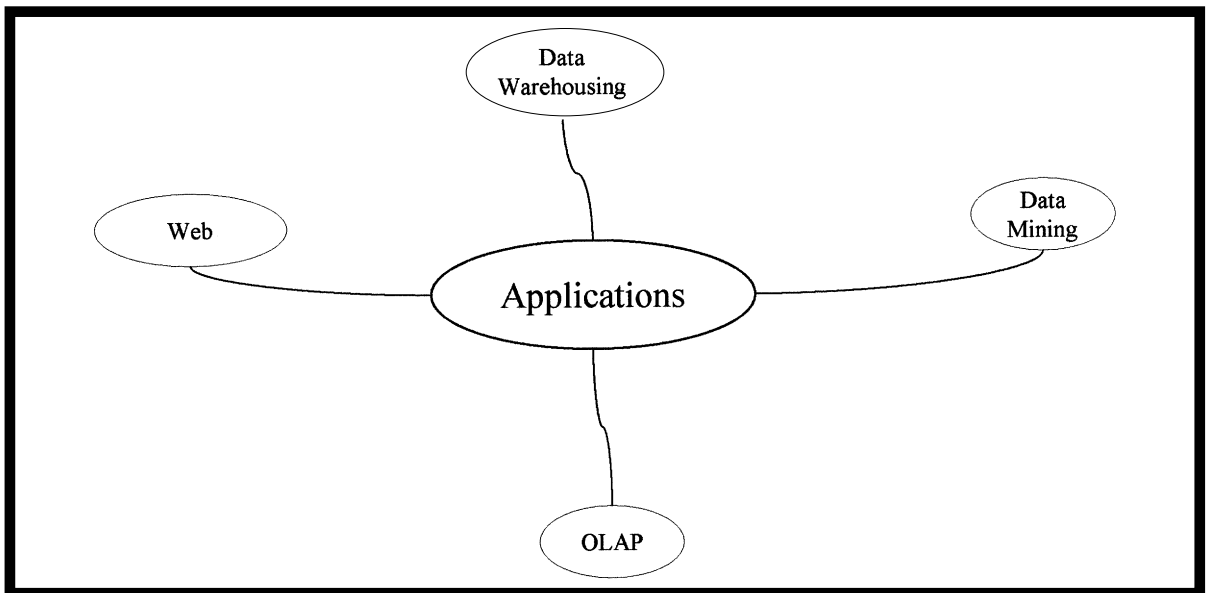 Data
Warehousing
Web
Data
Mining
Applications
OLAP